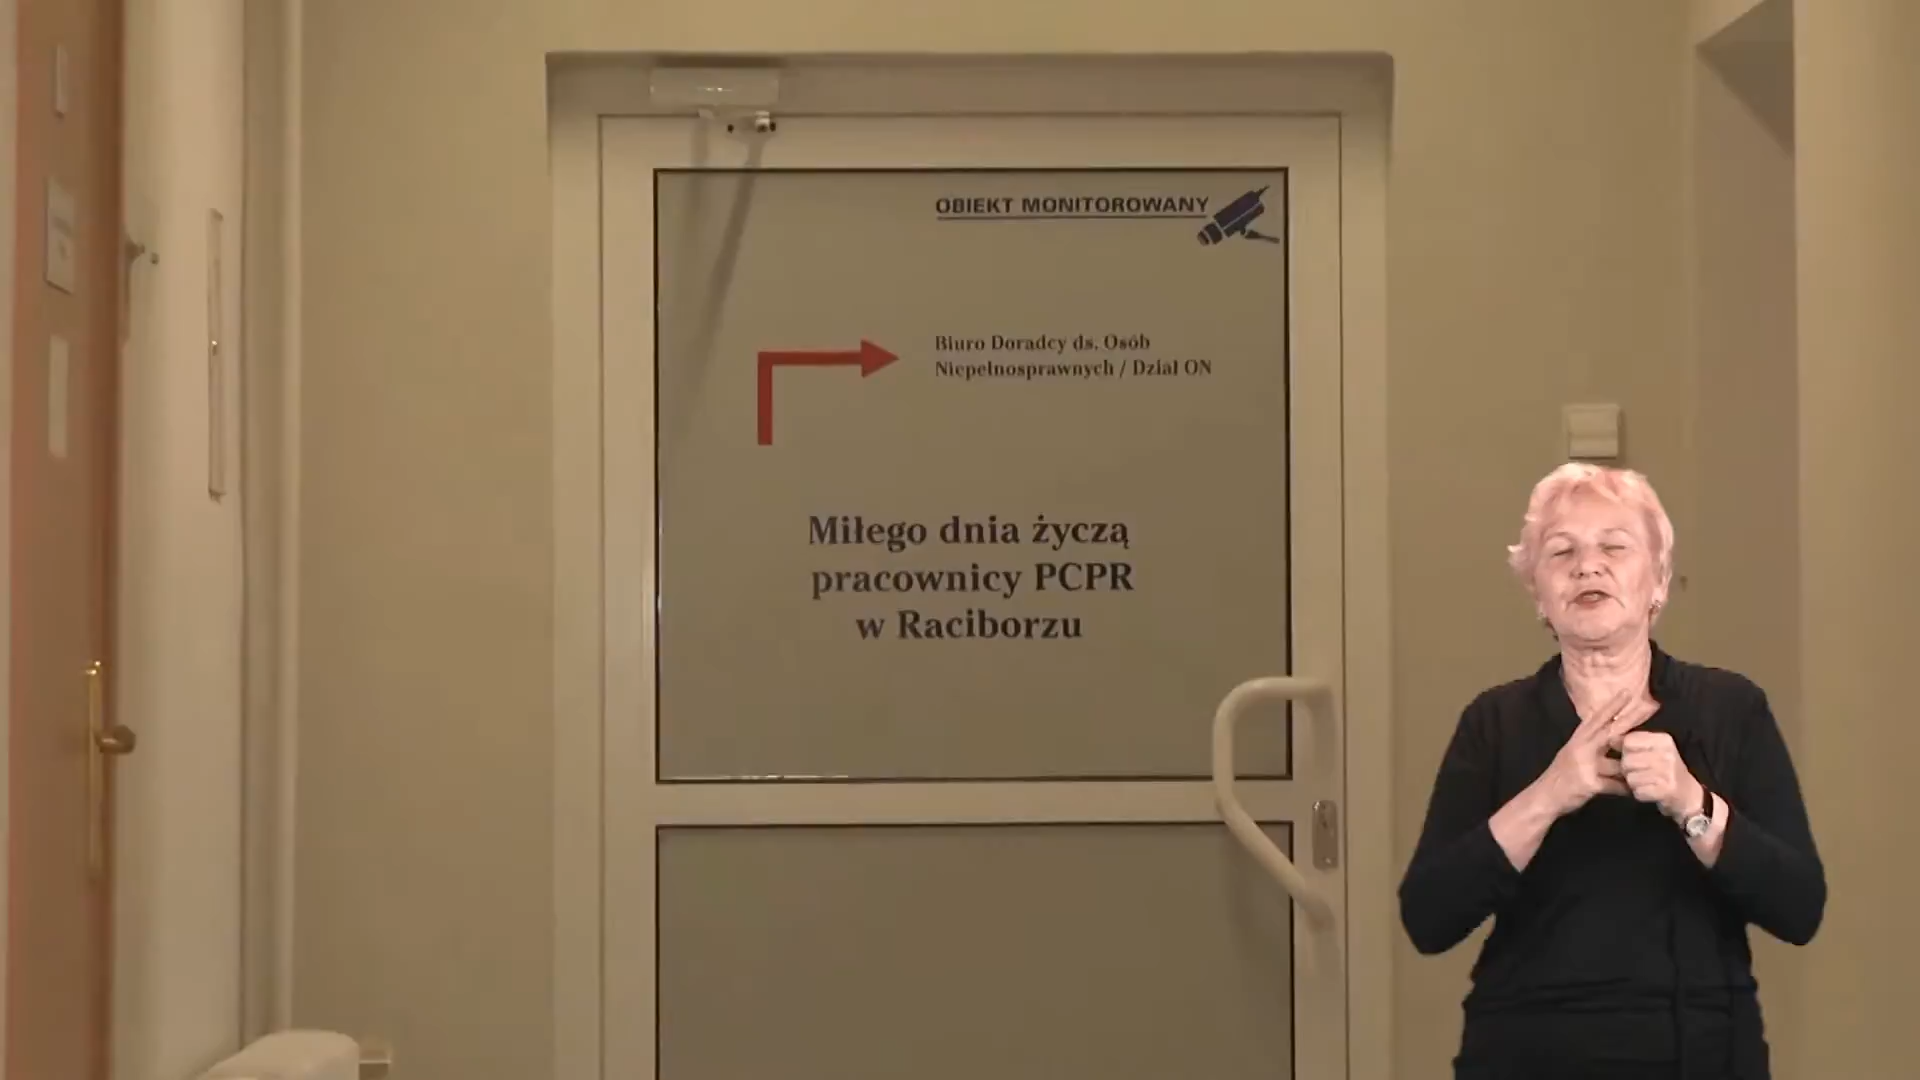 OBIEKT MONITOROWANY
Biuro Doradcy ds. Osób
Niepełnosprawnych / Dział ON
Miłego dnia życzą
pracownicy PCPR
w Raciborzu